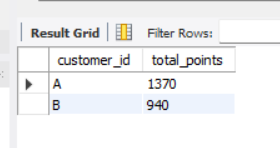 Result Grid Filter Rows:
customer_id total_points
A 1370
B 940